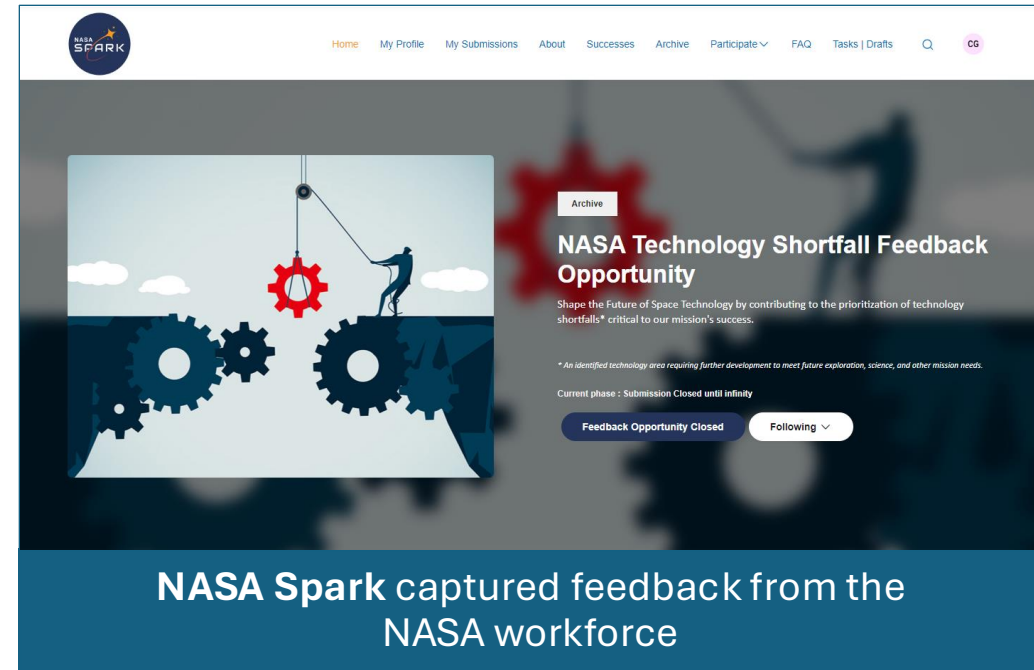 NASA
SPARK
Home My Profile My Submissions About Successes Archive Participate FAQ Tasks | Drafts CG
Archive
NASA Technology Shortfall Feedback
Opportunity
Shape the Future of Space Technology by contributing to the prioritization of technology
shortfalls* critical to our mission's success.
* An identified technology area requiring further development to meet future exploration, science, and other mission needs.
Current phase : Submission Closed until infinity
Feedback Opportunity Closed Following
NASA Spark captured feedback from the
NASA workforce